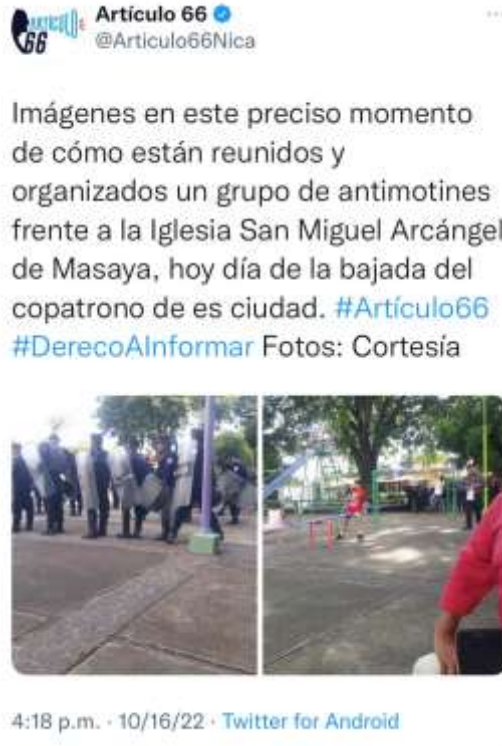 ARTICULO 66
Artículo 66
@Articulo66Nica
Imágenes en este preciso momento
de cómo están reunidos y
organizados un grupo de antimotines
frente a la Iglesia San Miguel Arcángel
de Masaya, hoy día de la bajada del
copatrono de es ciudad. #Artículo66
#DerecoAInformar Fotos: Cortesía
4:18 p.m. · 10/16/22 · Twitter for Android